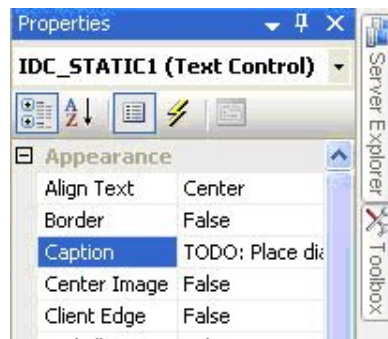 Properties
IDC_STATIC1 (Text Control)
Appearance
Align Text Center
Border False
Caption TODO: Place dia
Center Image False
Client Edge False
Server Explorer
Toolbox